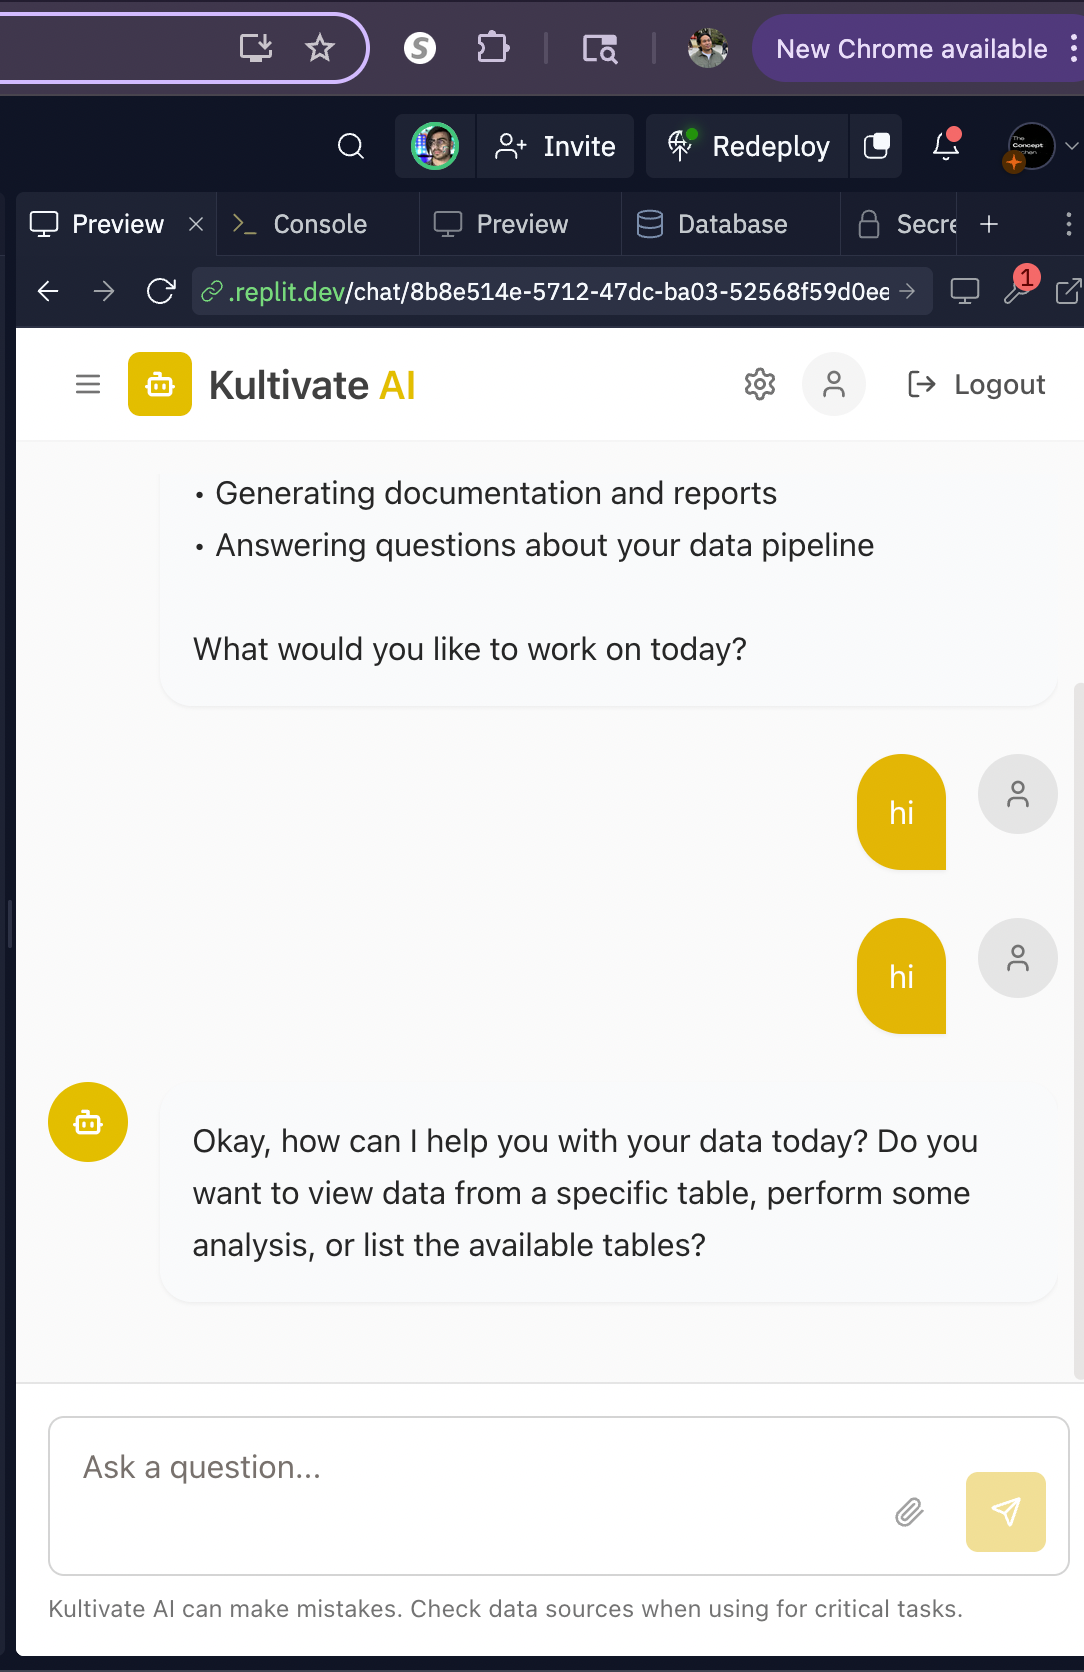 New Chrome available
Invite
Redeploy
Preview
Console
Preview
Database
Secre
.replit.dev/chat/8b8e514e-5712-47dc-ba03-52568f59d0ee
1
Kultivate AI
Logout
• Generating documentation and reports
• Answering questions about your data pipeline
What would you like to work on today?
hi
hi
Okay, how can I help you with your data today? Do you
want to view data from a specific table, perform some
analysis, or list the available tables?
Ask a question...
Kultivate AI can make mistakes. Check data sources when using for critical tasks.